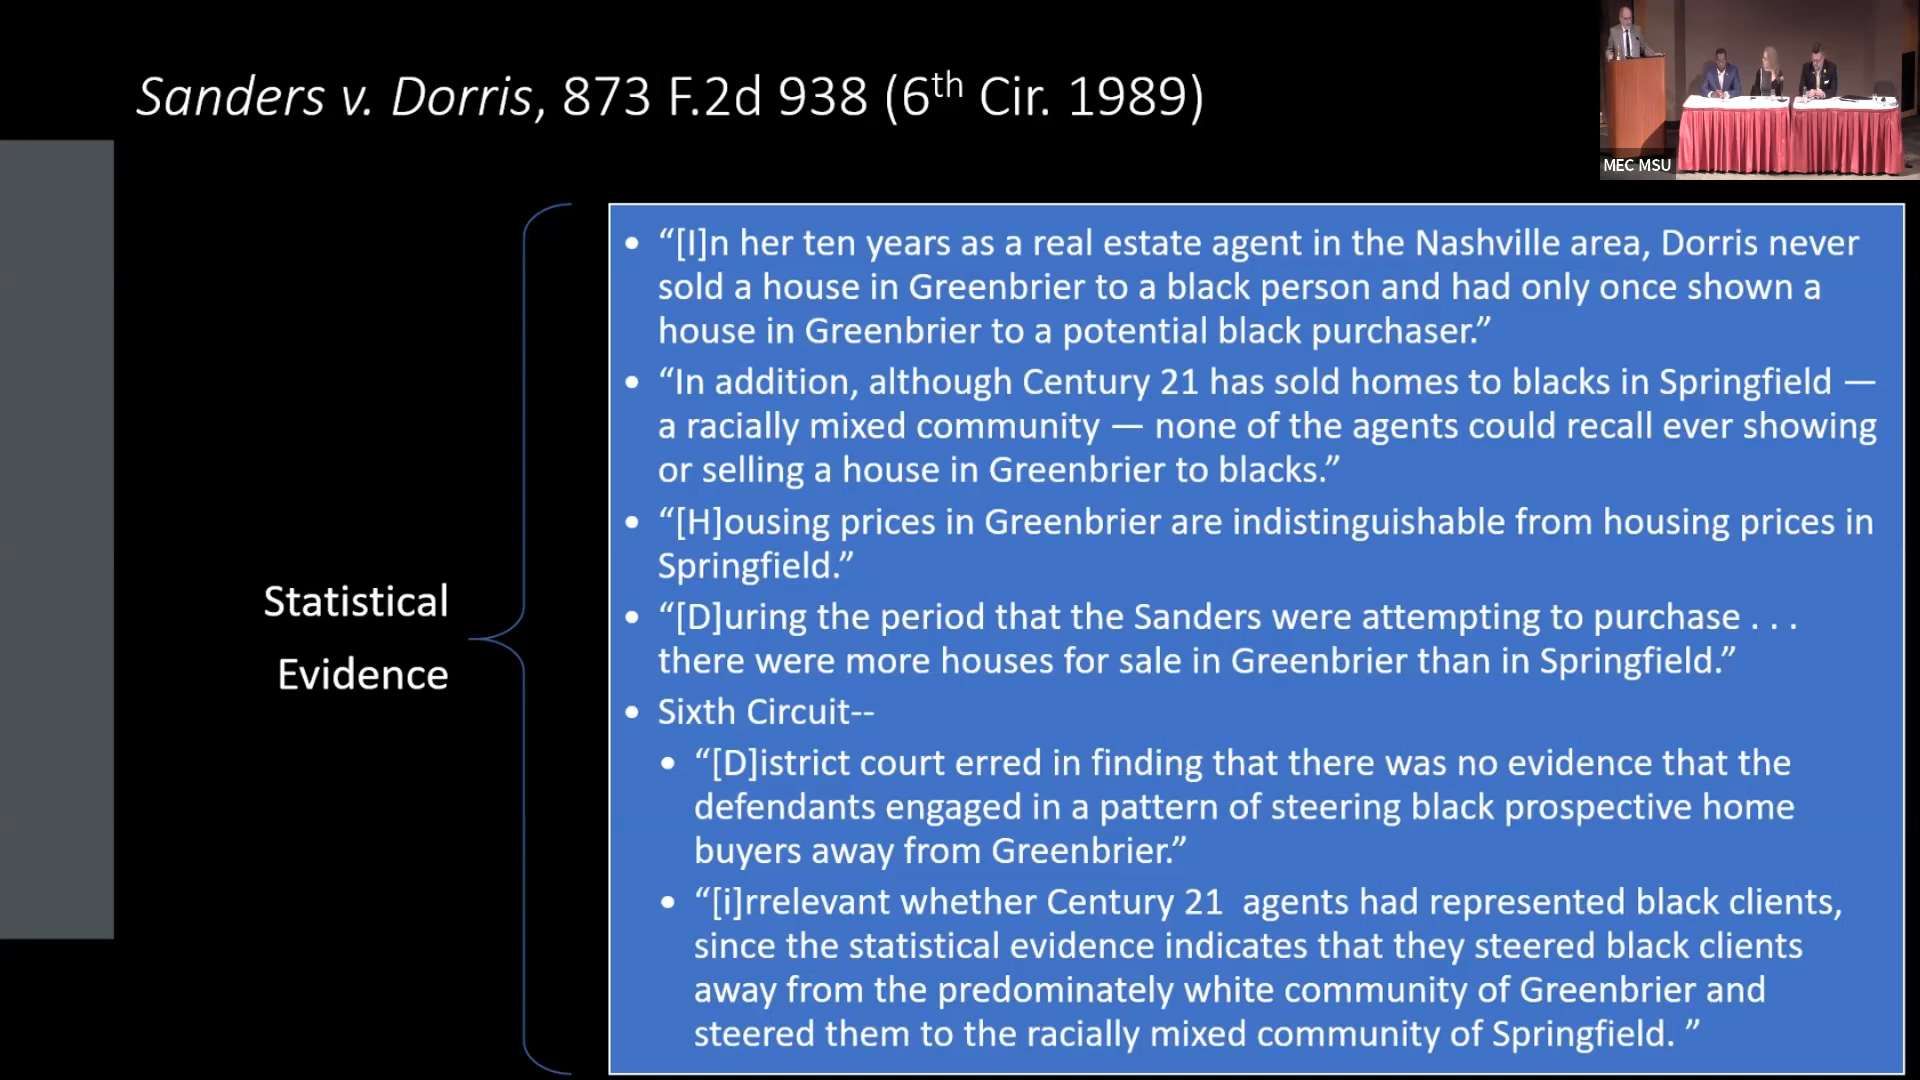 Sanders v. Dorris, 873 F.2d 938 (6th Cir. 1989)
MEC MSU
Statistical
Evidence
• “[I]n her ten years as a real estate agent in the Nashville area, Dorris never
sold a house in Greenbrier to a black person and had only once shown a
house in Greenbrier to a potential black purchaser.”
• “In addition, although Century 21 has sold homes to blacks in Springfield —
a racially mixed community — none of the agents could recall ever showing
or selling a house in Greenbrier to blacks.”
• “[H]ousing prices in Greenbrier are indistinguishable from housing prices in
Springfield.”
• “[D]uring the period that the Sanders were attempting to purchase . . .
there were more houses for sale in Greenbrier than in Springfield.”
• Sixth Circuit--
• “[D]istrict court erred in finding that there was no evidence that the
defendants engaged in a pattern of steering black prospective home
buyers away from Greenbrier.”
• “[i]rrelevant whether Century 21  agents had represented black clients,
since the statistical evidence indicates that they steered black clients
away from the predominately white community of Greenbrier and
steered them to the racially mixed community of Springfield. ”